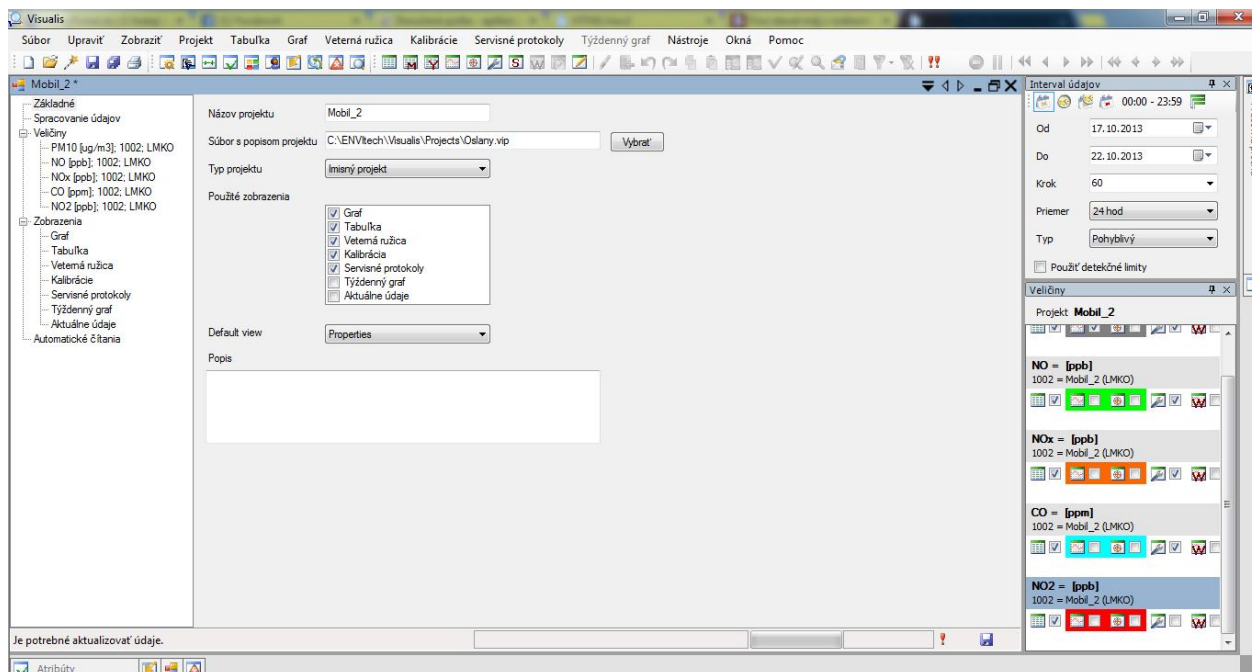 Visualis
Súbor Upraviť Zobraziť Projekt Tabuľka Graf Veterná ružica Kalibrácie Servisné protokoly Týždenný graf Nástroje Okná Pomoc
Mobil_2 *
Základné
Spracovanie údajov
Veličiny
PM10 [ug/m3]; 1002; LMKO
NO [ppb]; 1002; LMKO
NOx [ppb]; 1002; LMKO
CO [ppm]; 1002; LMKO
NO2 [ppb]; 1002; LMKO
Zobrazenia
Graf
Tabuľka
Veterná ružica
Kalibrácie
Servisné protokoly
Týždenný graf
Aktuálne údaje
Automatické čítania
Názov projektu Mobil_2
Súbor s popisom projektu C:\ENVItech\Visualis\Projects\Oslany.vip Vybrať
Typ projektu Imisný projekt
Použité zobrazenia
Graf
Tabuľka
Veterná ružica
Kalibrácia
Servisné protokoly
Týždenný graf
Aktuálne údaje
Default view Properties
Popis
Interval údajov
00:00 - 23:59
Od 17.10.2013
Do 22.10.2013
Krok 60
Priemer 24 hod
Typ Pohyblivý
Použiť detekčné limity
Veličiny
Projekt Mobil_2
NO = [ppb]
1002 = Mobil_2 (LMKO)
NOx = [ppb]
1002 = Mobil_2 (LMKO)
CO = [ppm]
1002 = Mobil_2 (LMKO)
NO2 = [ppb]
1002 = Mobil_2 (LMKO)
Je potrebné aktualizovať údaje.
Atribúty